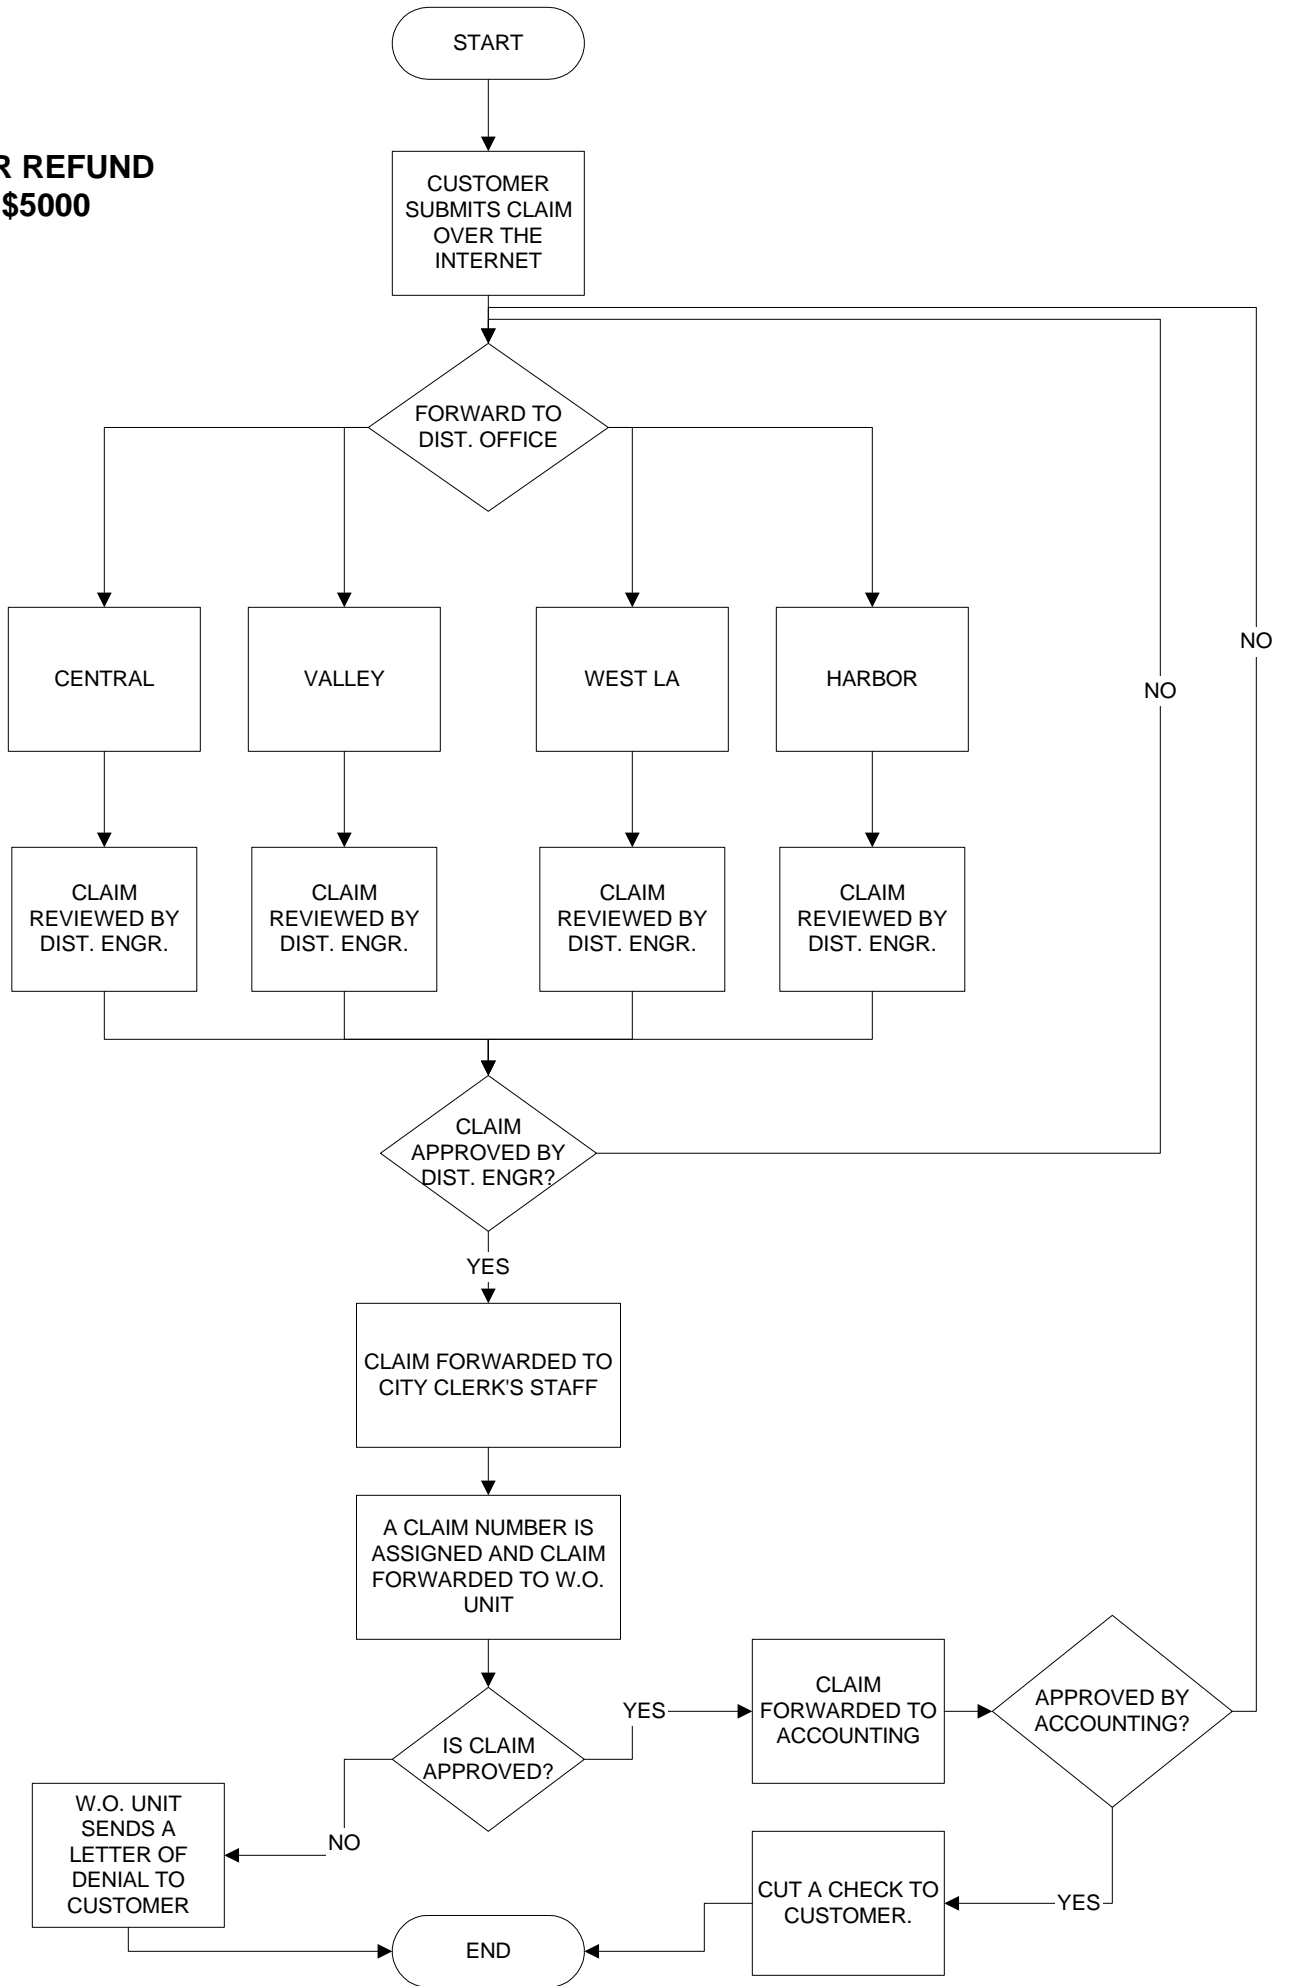 START
R REFUND
$5000
CUSTOMER
SUBMITS CLAIM
OVER THE
INTERNET
FORWARD TO
DIST. OFFICE
NO
NO
CENTRAL
VALLEY
WEST LA
HARBOR
CLAIM
REVIEWED BY
DIST. ENGR.
CLAIM
REVIEWED BY
DIST. ENGR.
CLAIM
REVIEWED BY
DIST. ENGR.
CLAIM
REVIEWED BY
DIST. ENGR.
CLAIM
APPROVED BY
DIST. ENGR?
YES
CLAIM FORWARDED TO
CITY CLERK'S STAFF
A CLAIM NUMBER IS
ASSIGNED AND CLAIM
FORWARDED TO W.O.
UNIT
IS CLAIM
APPROVED?
YES
CLAIM
FORWARDED TO
ACCOUNTING
APPROVED BY
ACCOUNTING?
NO
W.O. UNIT
SENDS A
LETTER OF
DENIAL TO
CUSTOMER
YES
CUT A CHECK TO
CUSTOMER.
END